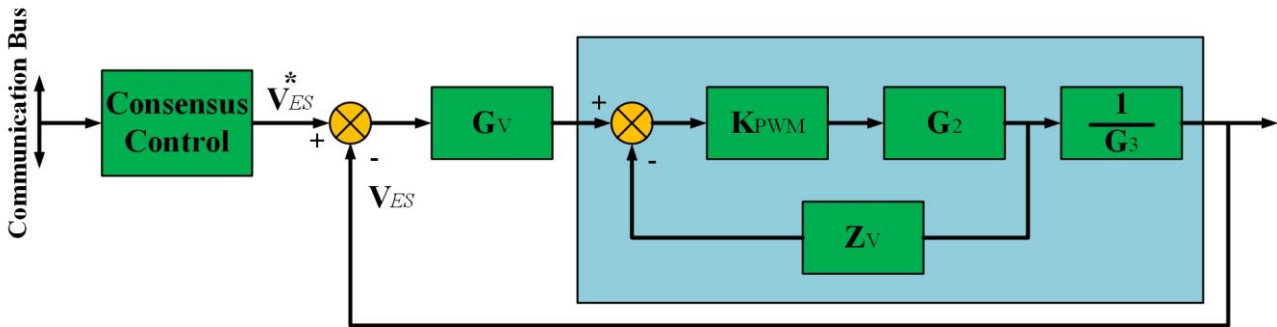 Communication Bus
Consensus
Control
V*ES
+
-
VES
GV
+
-
KPWM
G2
1
G3
ZV